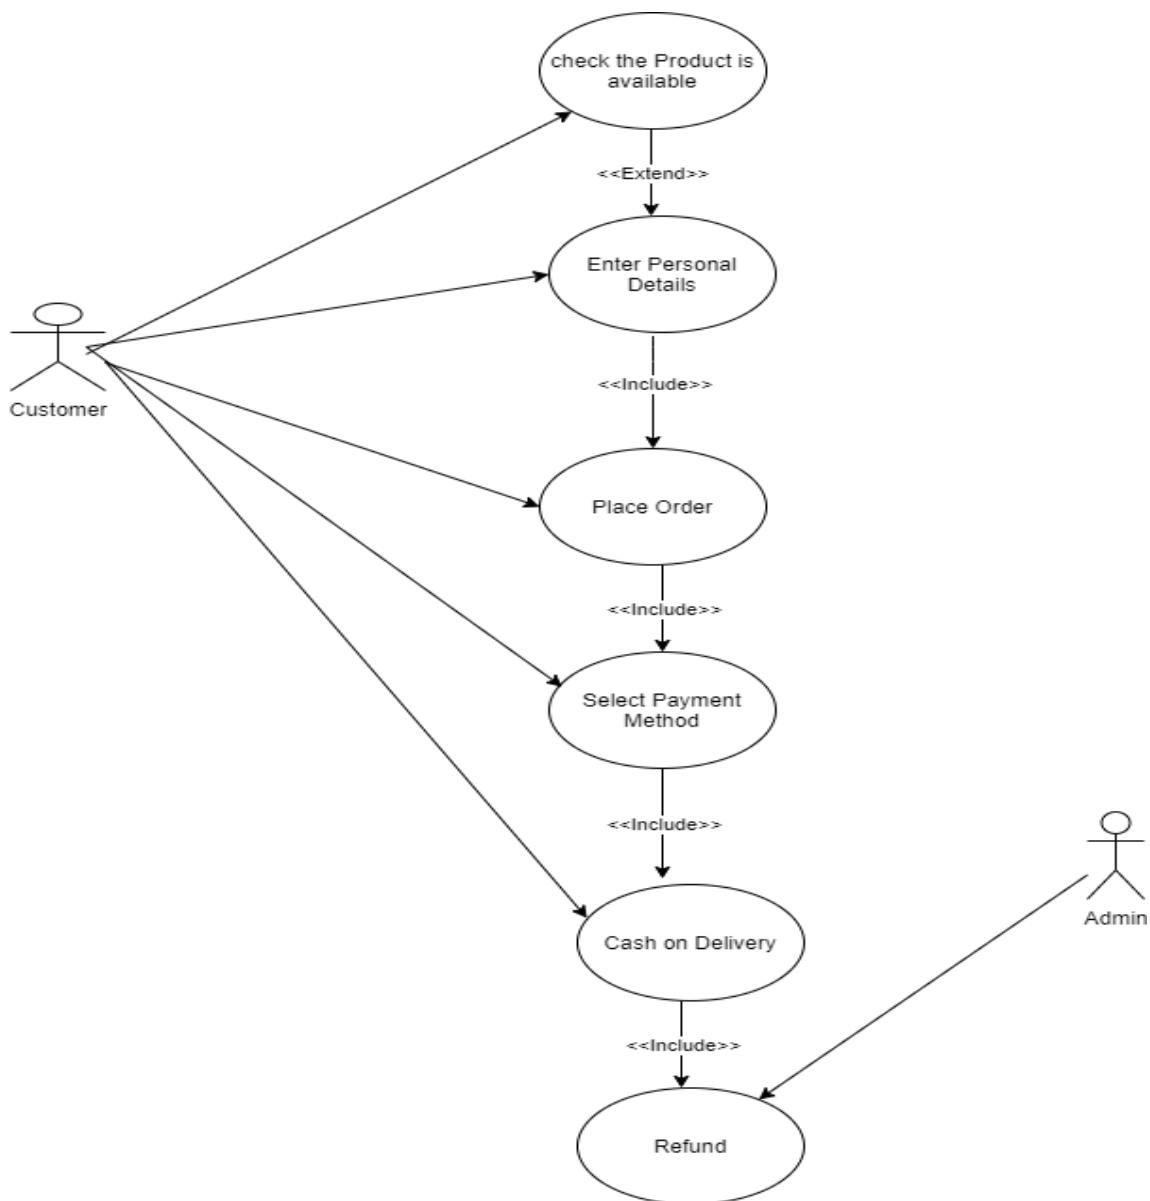 check the Product is
available
<<Extend>>
Enter Personal
Details
Customer
<<Include>>
Place Order
<<Include>>
Select Payment
Method
<<Include>>
Admin
Cash on Delivery
<<Include>>
Refund